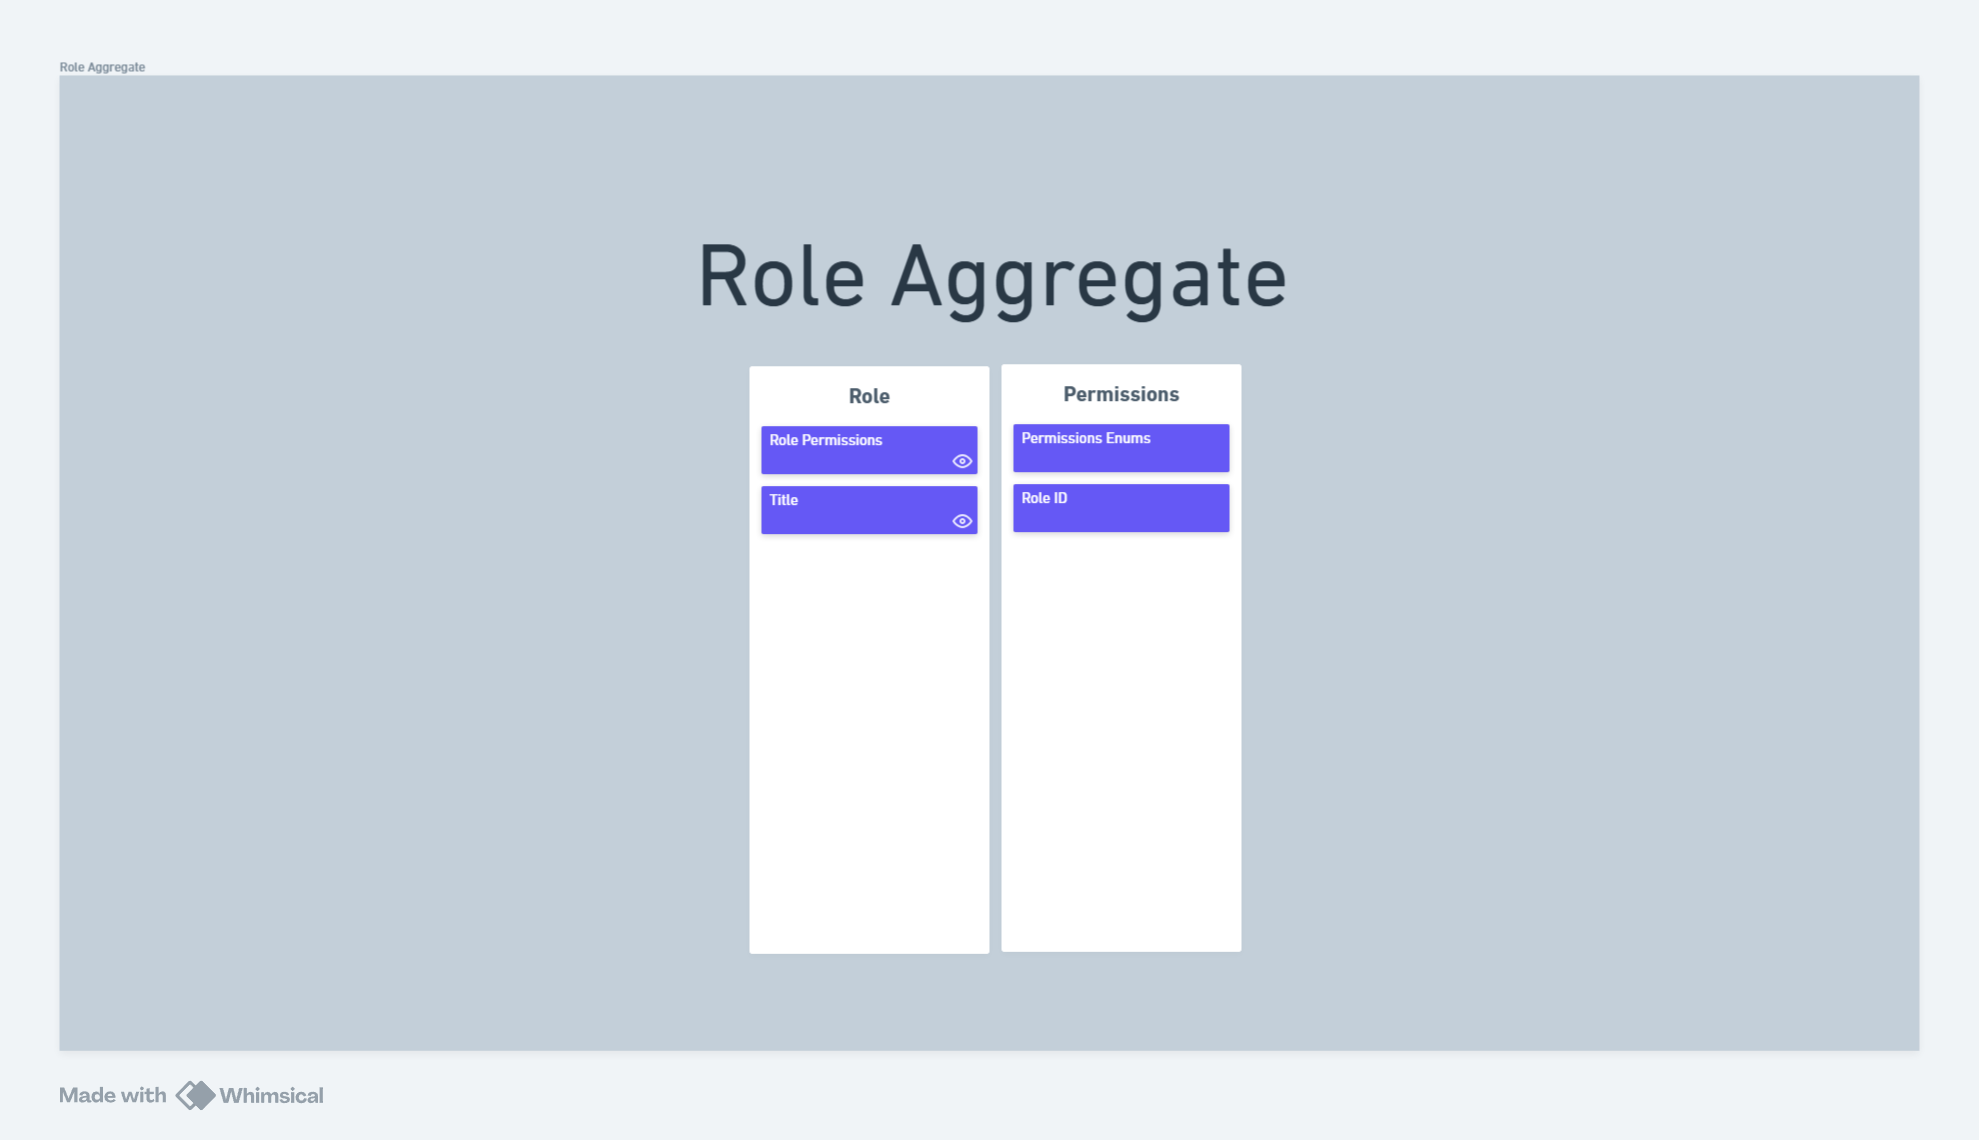 Role Aggregate
Role Aggregate
Role
Role Permissions
Title
Permissions
Permissions Enums
Role ID
Made with Whimsical